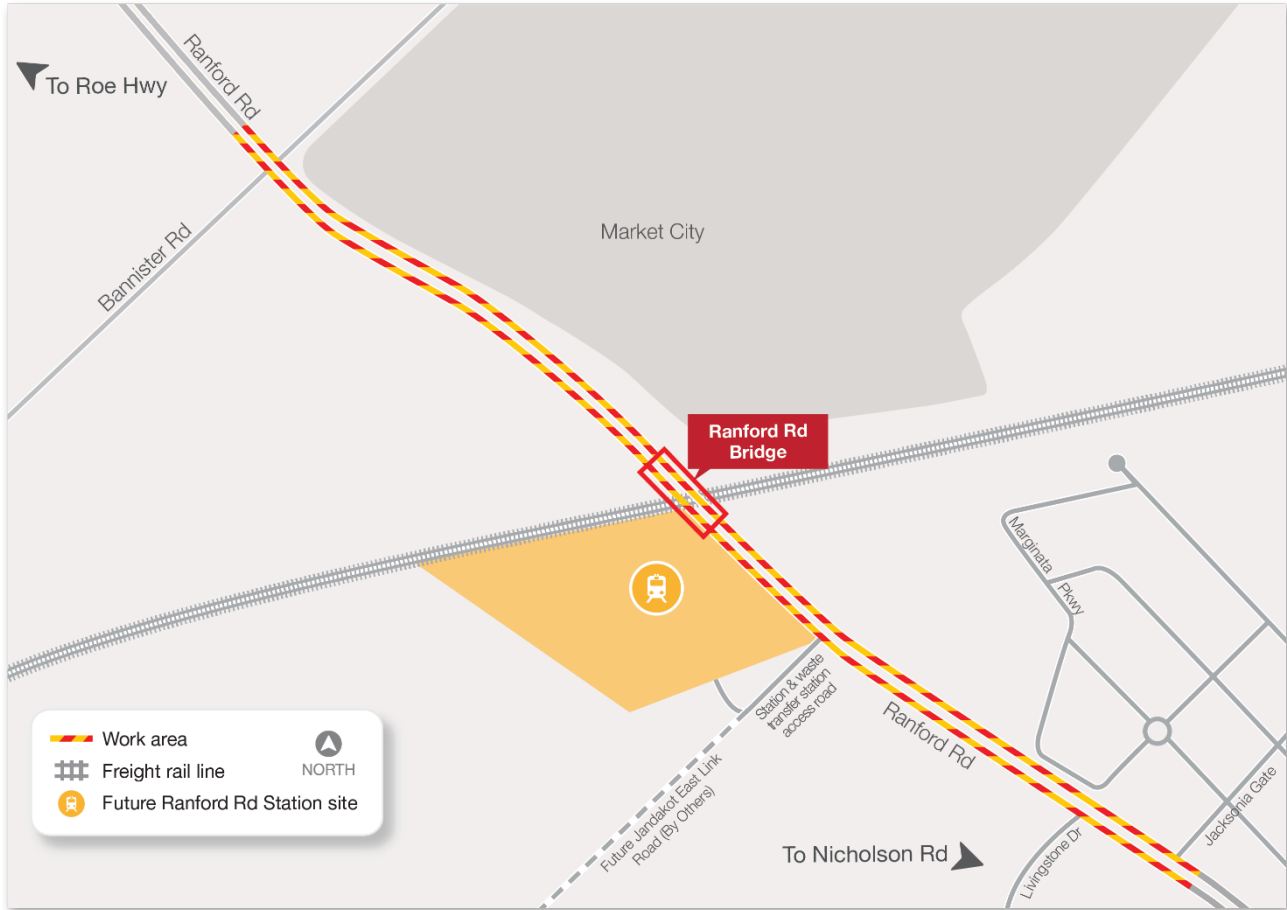 Ranford Rd
To Roe Hwy
Market City
Bannister Rd
Ranford Rd
Bridge
Marginata
Pkwy
Station & waste
transfer station
access road
Ranford Rd
Work area
Freight rail line
Future Ranford Rd Station site
NORTH
Future Jandakot East Link
Road (By Others)
To Nicholson Rd
Livingstone Dr
Jacksonia Gate